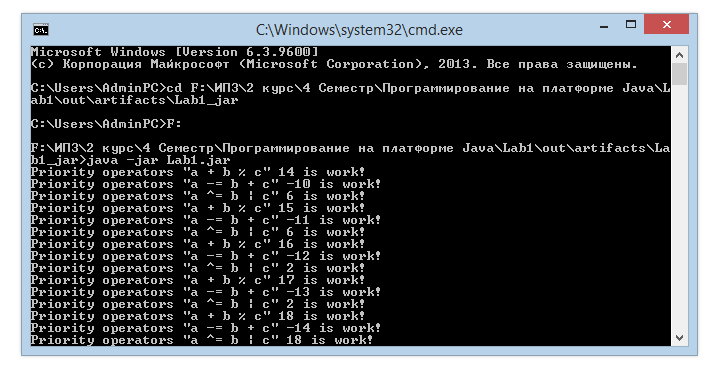 C:\Windows\system32\cmd.exe
Microsoft Windows [Version 6.3.9600]
(c) Корпорация Майкрософт (Microsoft Corporation), 2013. Все права защищены.
C:\Users\AdminPC>cd F:\ИПЗ\2 курс\4 Семестр\Программирование на платформе Java\L
ab1\out\artifacts\Lab1_jar
C:\Users\AdminPC>F:
F:\ИПЗ\2 курс\4 Семестр\Программирование на платформе Java\Lab1\out\artifacts\La
b1_jar>java -jar Lab1.jar
Priority operators "a + b % c" 14 is work!
Priority operators "a -= b + c" -10 is work!
Priority operators "a ^= b | c" 6 is work!
Priority operators "a + b % c" 15 is work!
Priority operators "a -= b + c" -11 is work!
Priority operators "a ^= b | c" 6 is work!
Priority operators "a + b % c" 16 is work!
Priority operators "a -= b + c" -12 is work!
Priority operators "a ^= b | c" 2 is work!
Priority operators "a + b % c" 17 is work!
Priority operators "a -= b + c" -13 is work!
Priority operators "a ^= b | c" 2 is work!
Priority operators "a + b % c" 18 is work!
Priority operators "a -= b + c" -14 is work!
Priority operators "a ^= b | c" 18 is work!